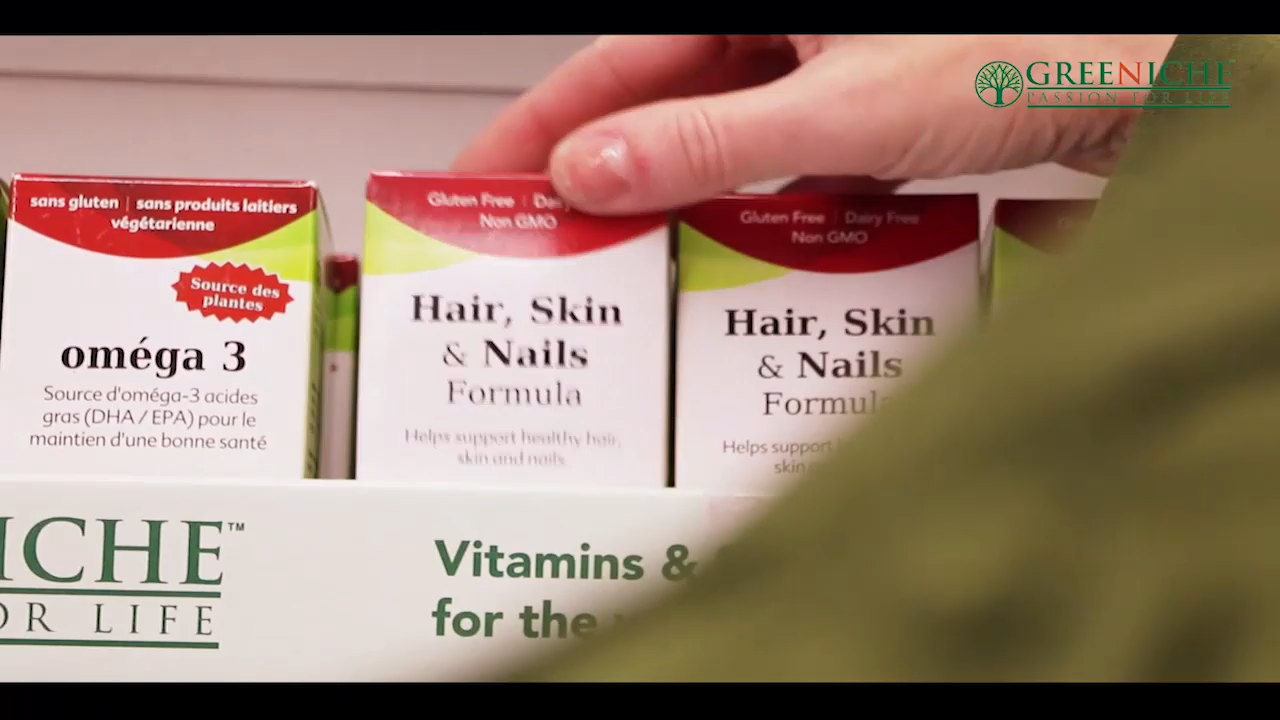 GREENICHE
PASSION FOR LIFE
sans gluten | sans produits laitiers
végétarienne
Source des
plantes
oméga 3
Source d'oméga-3 acides
gras (DHA / EPA) pour le
maintien d'une bonne santé
Gluten Free | Dairy
Non GMO
Hair, Skin
& Nails
Formula
Helps support healthy hair,
skin and nails.
Gluten Free | Dairy Free
Non GMO
Hair, Skin
& Nails
Formula
Helps support
skin
ICHE™
OR LIFE
Vitamins &
for the